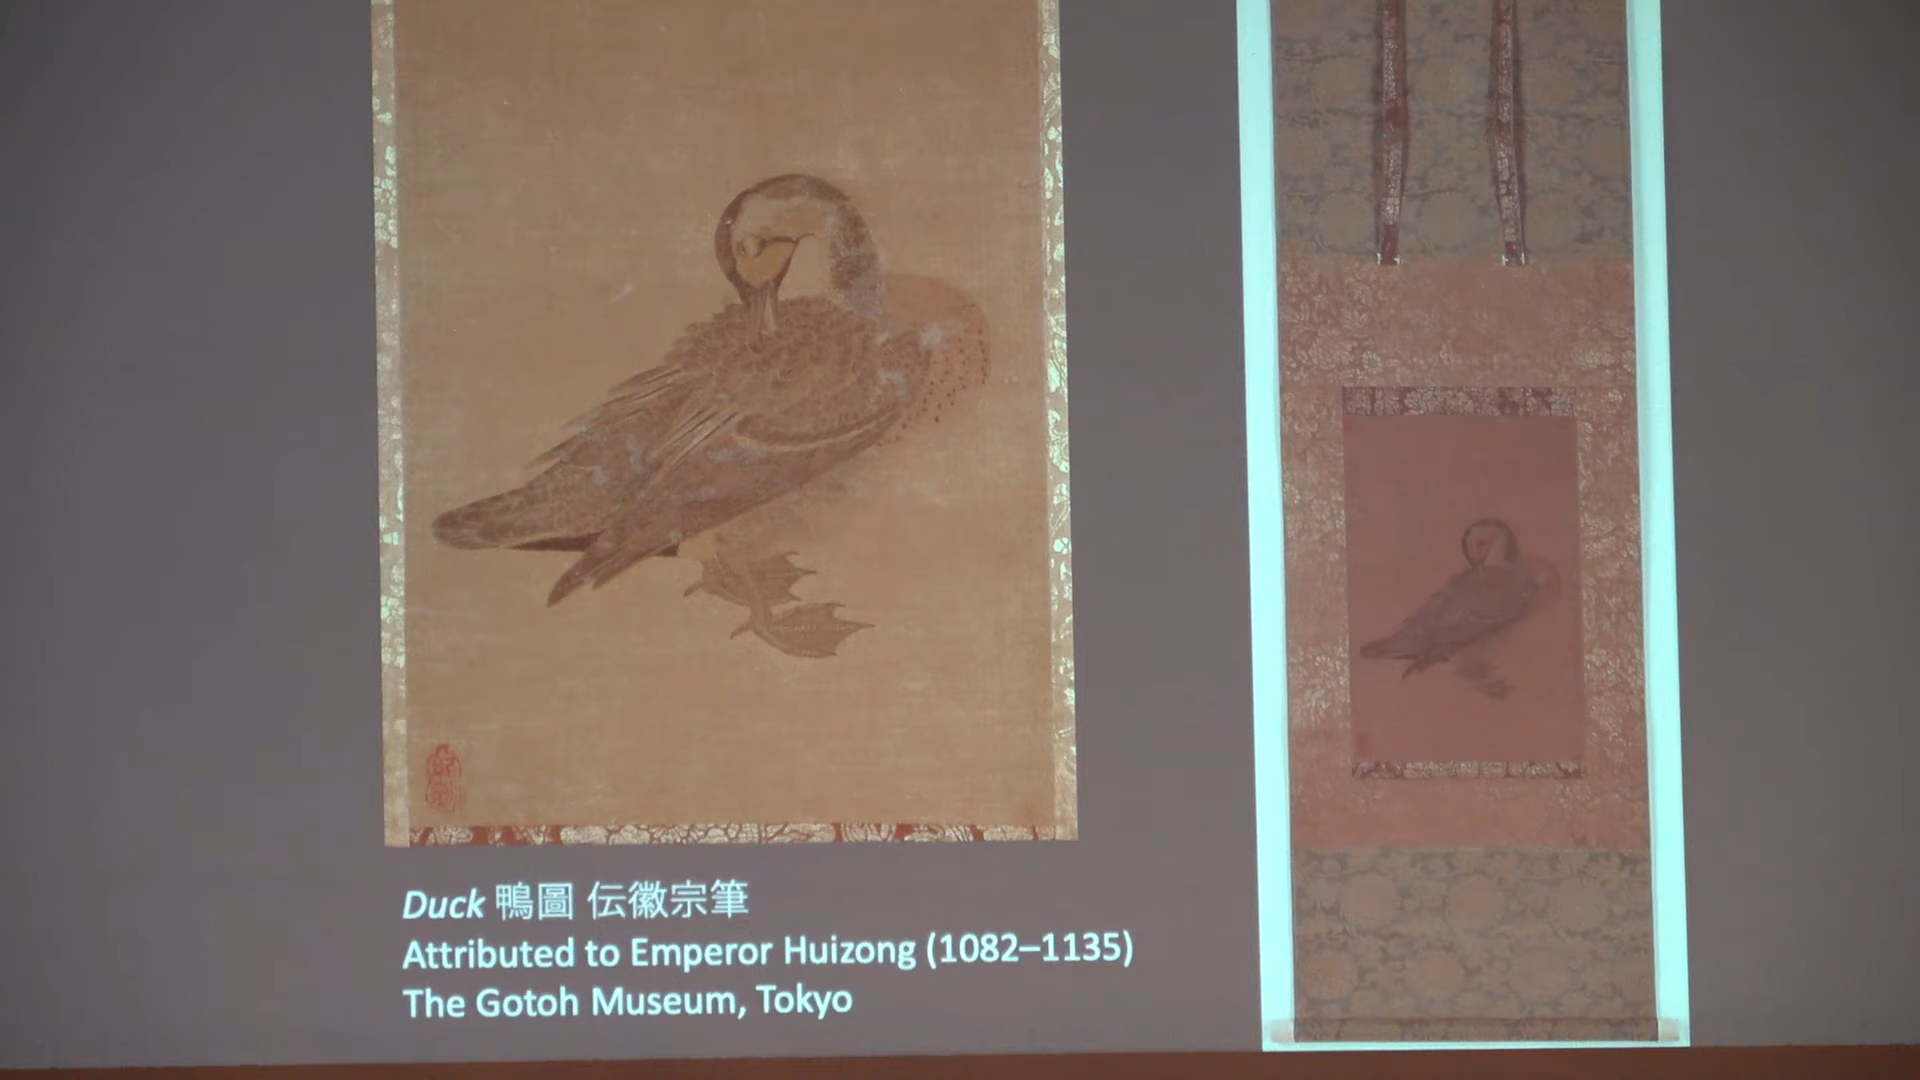 Duck 鴨圖 伝徽宗筆
Attributed to Emperor Huizong (1082–1135)
The Gotoh Museum, Tokyo